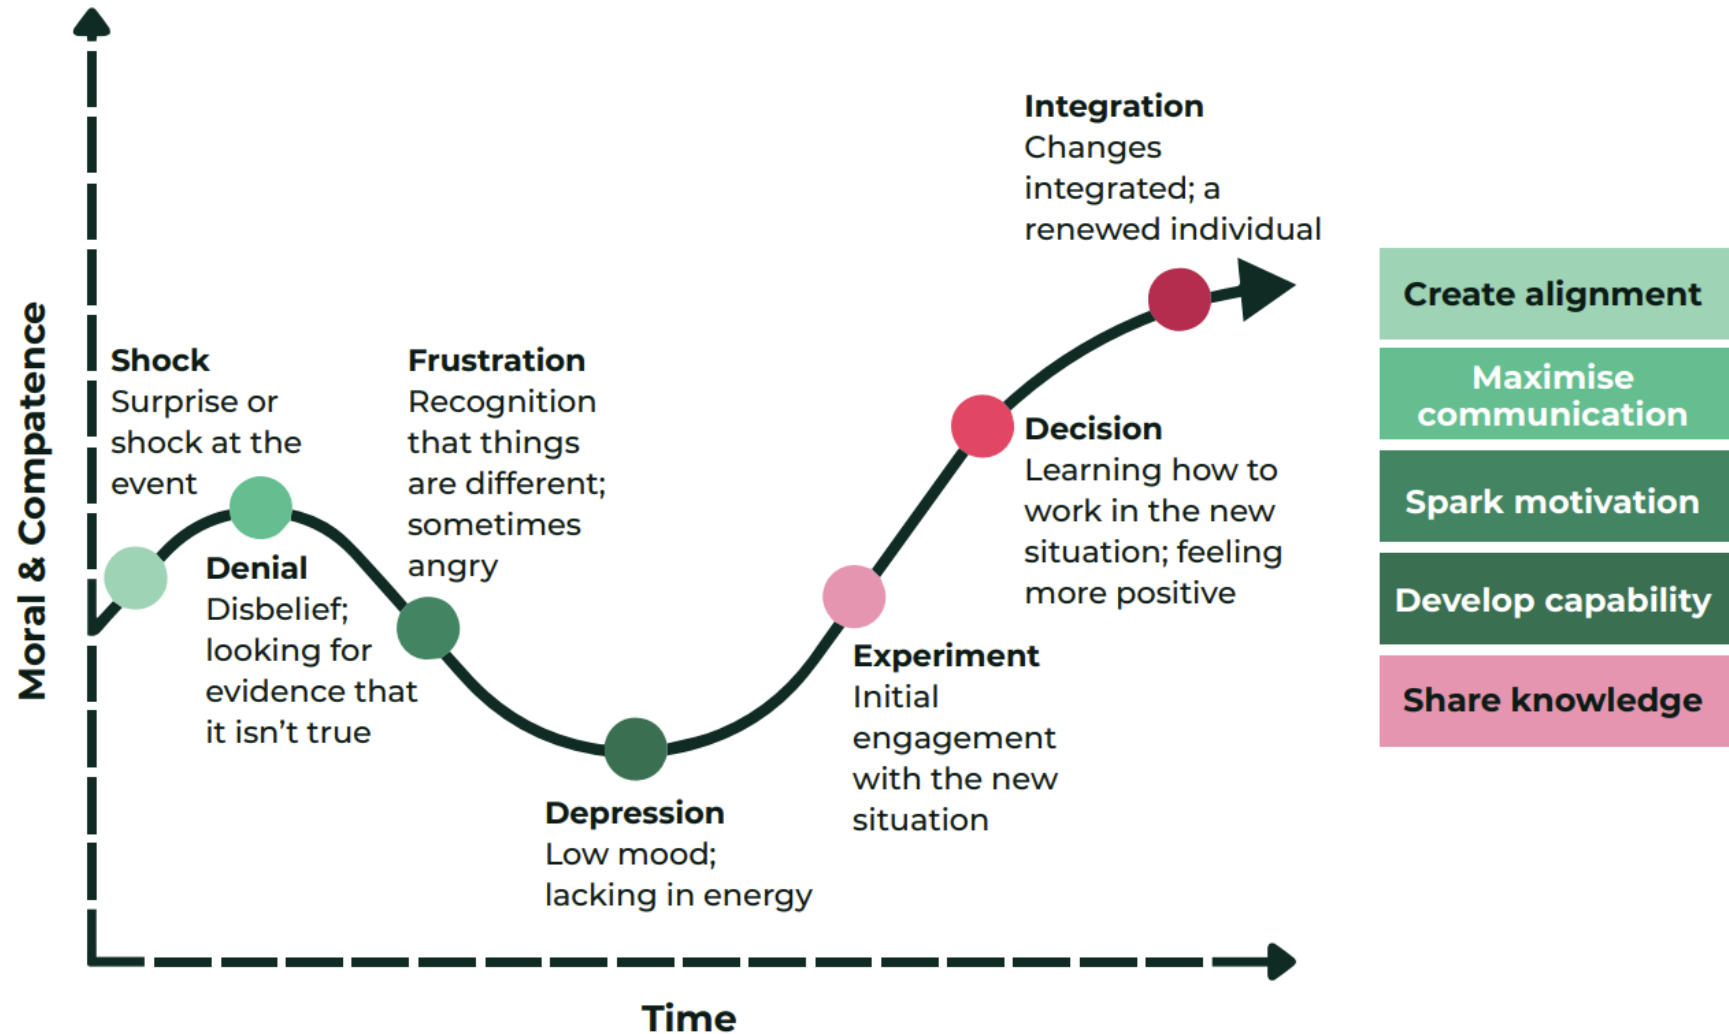 Moral & Compatence
Shock
Surprise or
shock at the
event
Denial
Disbelief;
looking for
evidence that
it isn't true
Frustration
Recognition
that things
are different;
sometimes
angry
Depression
Low mood;
lacking in energy
Experiment
Initial
engagement
with the new
situation
Decision
Learning how to
work in the new
situation; feeling
more positive
Integration
Changes
integrated; a
renewed individual
Time
Create alignment
Maximise
communication
Spark motivation
Develop capability
Share knowledge